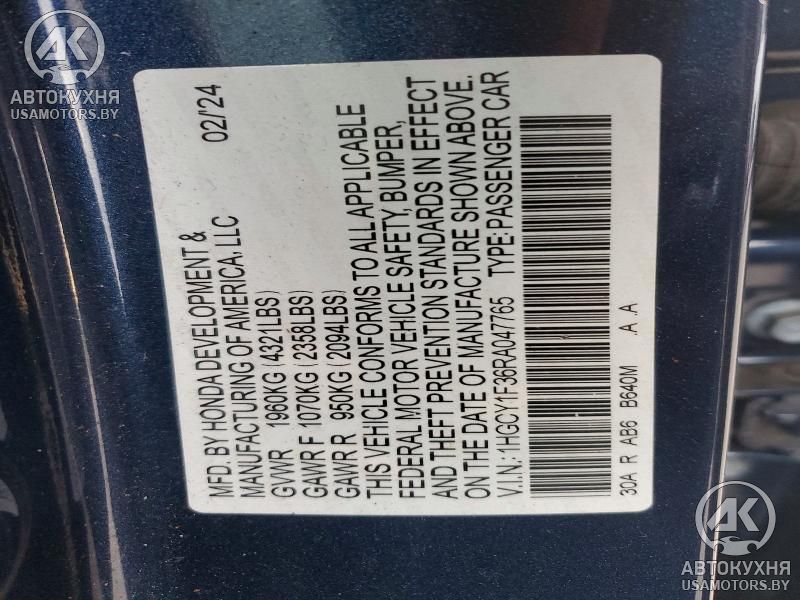 AK
АВТОКУХНЯ
USAMOTORS.BY
MFD. BY HONDA DEVELOPMENT & 02/'24
MANUFACTURING OF AMERICA, LLC
GVWR 1960KG (4321LBS)
GAWR F 1070KG (2358LBS)
GAWR R 950KG (2094LBS)
THIS VEHICLE CONFORMS TO ALL APPLICABLE
FEDERAL MOTOR VEHICLE SAFETY, BUMPER,
AND THEFT PREVENTION STANDARDS IN EFFECT
ON THE DATE OF MANUFACTURE SHOWN ABOVE.
V.I.N.: 1HGCY1F36RA047765 TYPE: PASSENGER CAR
30A R AB6 B640M .A .A
AK
АВТОКУХНЯ
USAMOTORS.BY